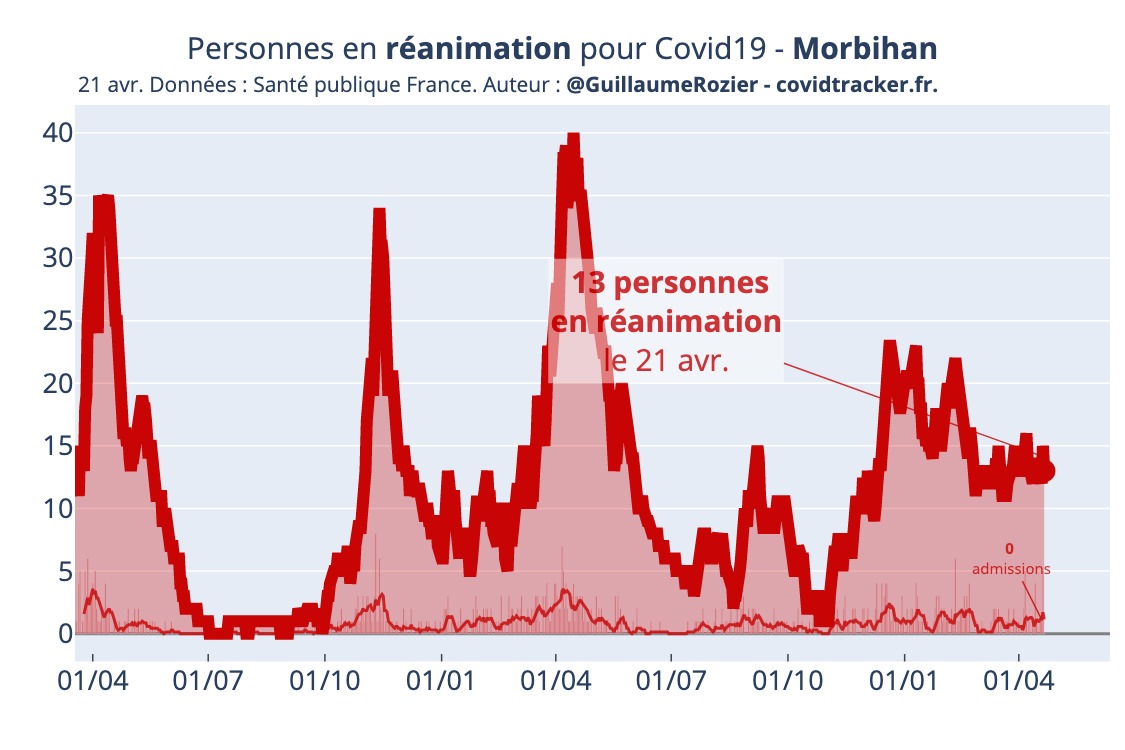 Personnes en réanimation pour Covid19 - Morbihan
21 avr. Données : Santé publique France. Auteur : @GuillaumeRozier - covidtracker.fr.
40
35
30
25
20
15
10
5
0
13 personnes
en réanimation
le 21 avr.
0
admissions
01/04 01/07 01/10 01/01 01/04 01/07 01/10 01/01 01/04